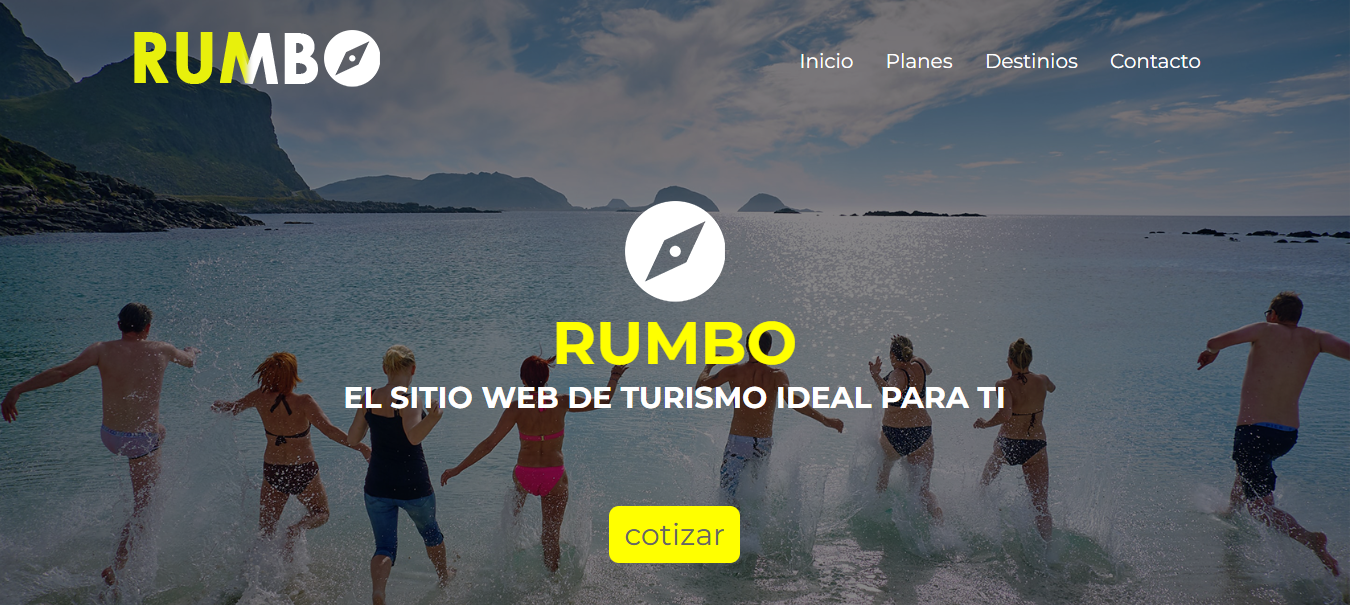 RUMBO
Inicio Planes Destinios Contacto
RUMBO
EL SITIO WEB DE TURISMO IDEAL PARA TI
cotizar